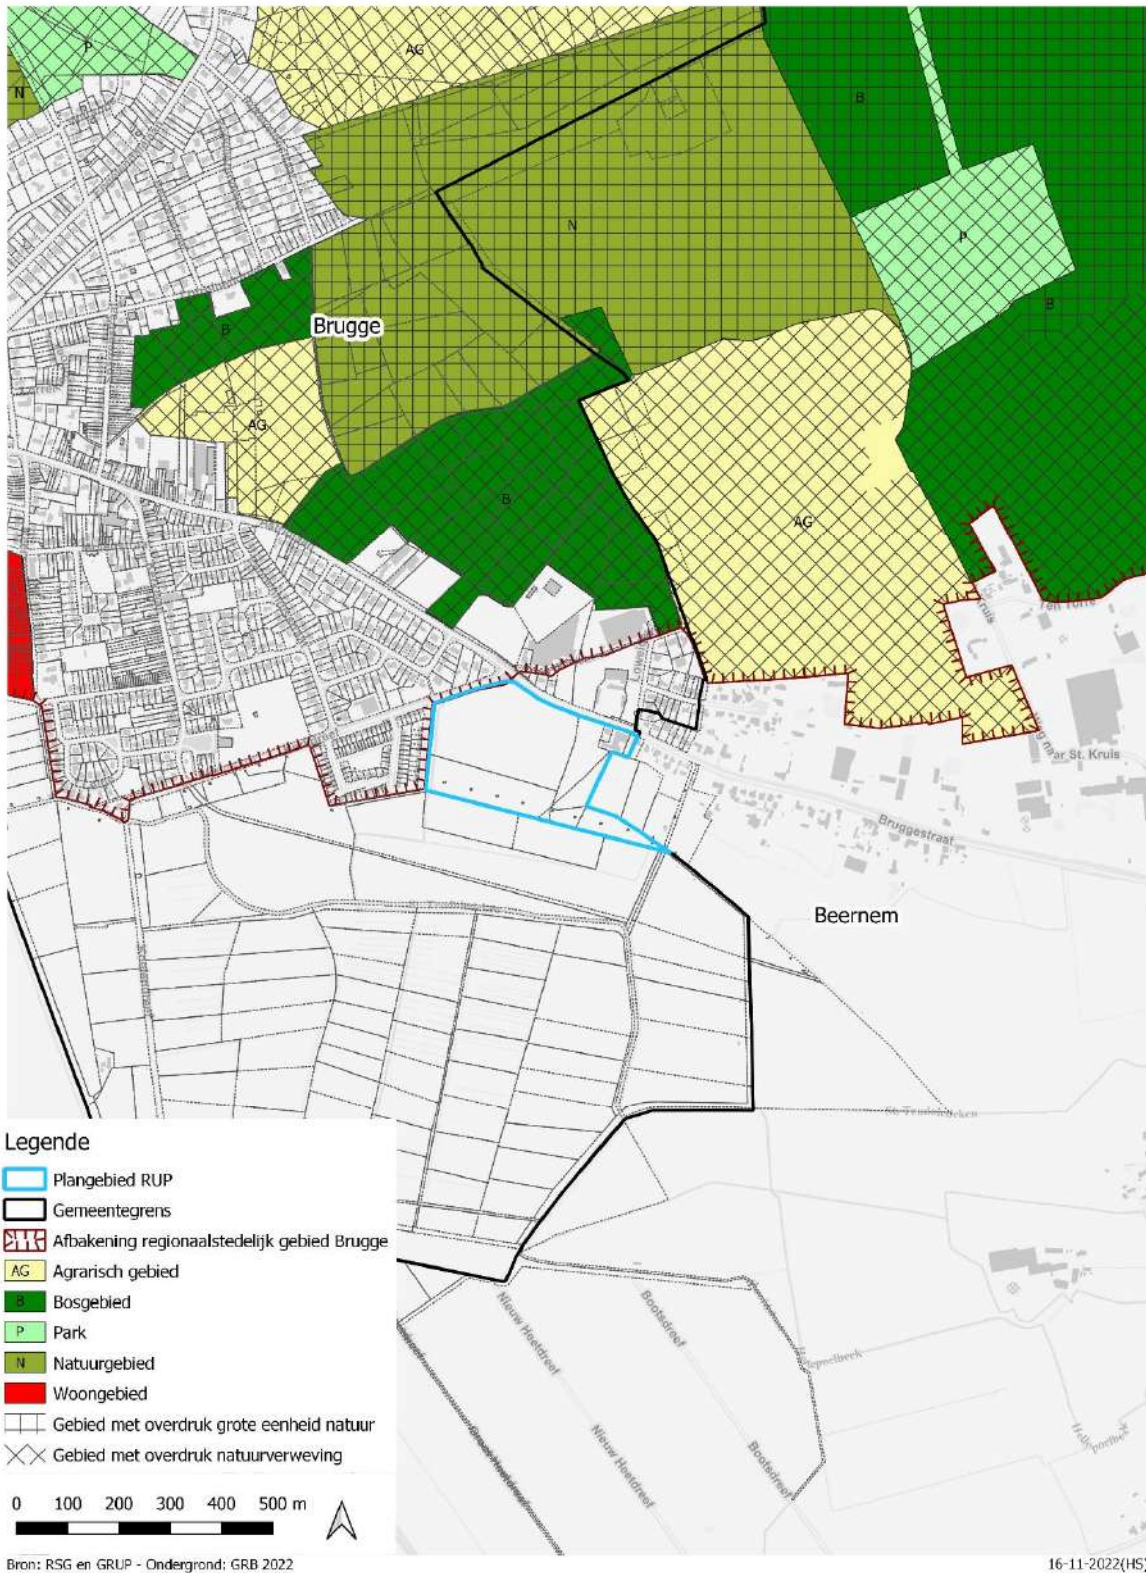 P
AG
N
B
N
P
B
B
Brugge
AG
B
AG
Kruis
Ten Torre
ar St. Kruis
Bruggestraat
Beernem
Legende
Plangebied RUP
Gemeentegrens
Afbakening regionaalstedelijk gebied Brugge
AG Agrarisch gebied
B Bosgebied
P Park
N Natuurgebied
Woongebied
Gebied met overdruk grote eenheid natuur
Gebied met overdruk natuurverweving
Nieuw Hoetdreef
Bootsdreef
Nieuw Hoetdreef
Bootsdreef
0 100 200 300 400 500 m
Bron: RSG en GRUP - Ondergrond: GRB 2022
16-11-2022(HS)